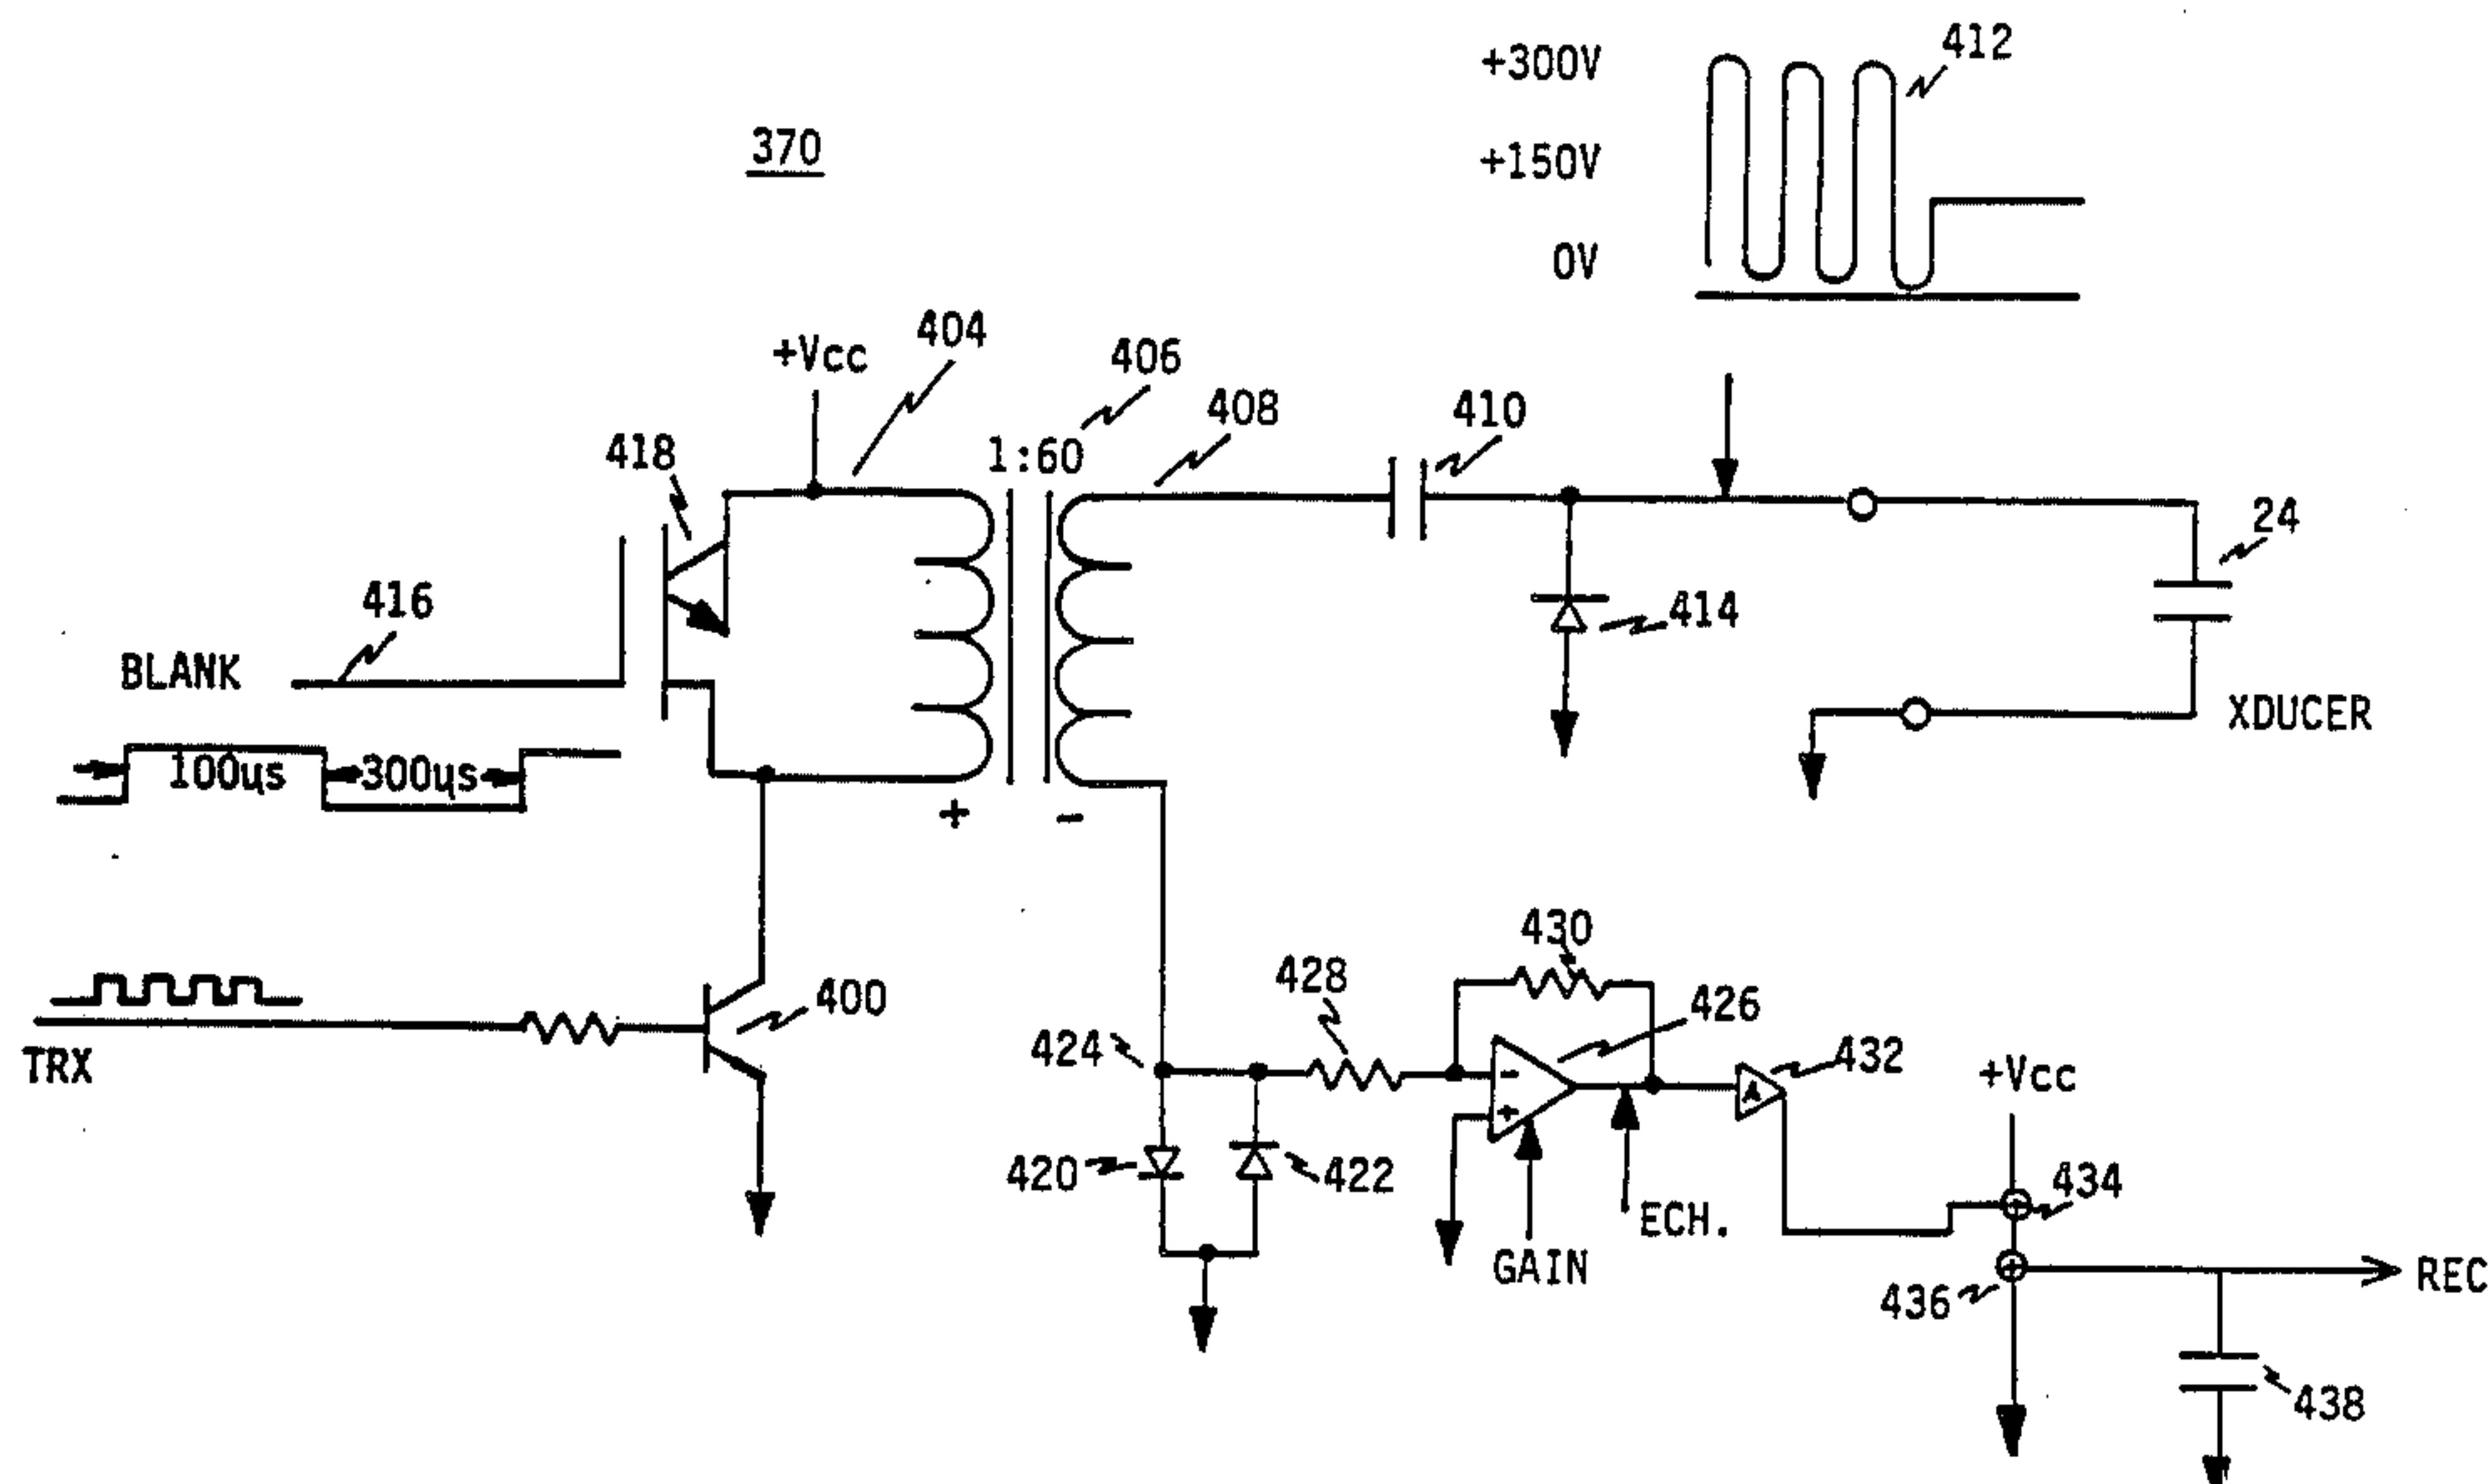 370
+300V
412
+150V
0V
+Vcc
404
406
408
410
418
1:60
24
416
414
BLANK
XDUCER
100µs
300µs
+
-
430
428
400
426
424
432
TRX
+Vcc
-
A
+
420
422
434
ECH.
GAIN
REC
436
438